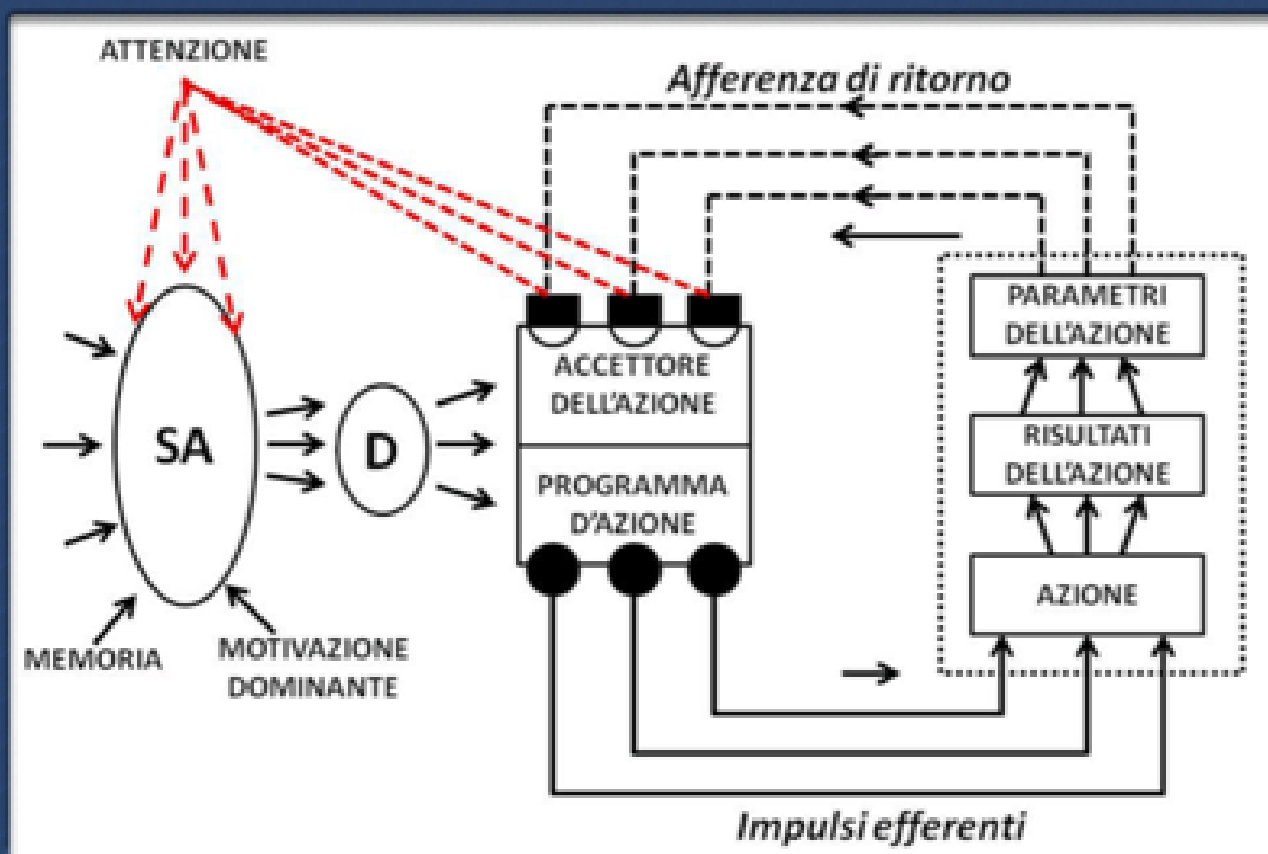 ATTENZIONE
Afferenza di ritorno
PARAMETRI
DELL'AZIONE
ACCETTORE
DELL'AZIONE
SA
D
RISULTATI
DELL'AZIONE
PROGRAMMA
D'AZIONE
AZIONE
MEMORIA
MOTIVAZIONE
DOMINANTE
Impulsi efferenti